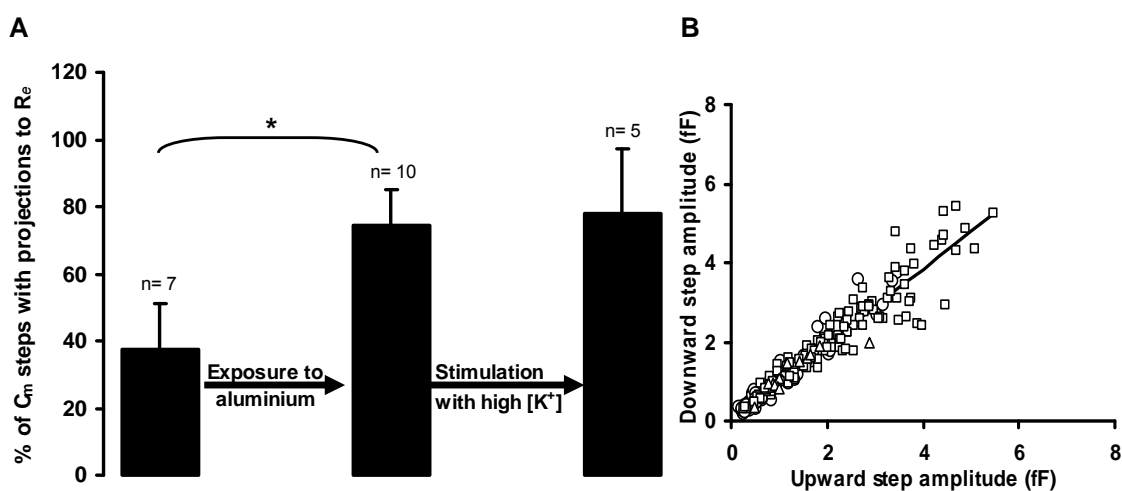 A
% of Cm steps with projections to Re
120
100
80
60
40
20
0
n= 7
*
n= 10
n= 5
Exposure to
aluminium
Stimulation
with high [K+]
B
Downward step amplitude (fF)
8
6
4
2
0
0 2 4 6 8
Upward step amplitude (fF)